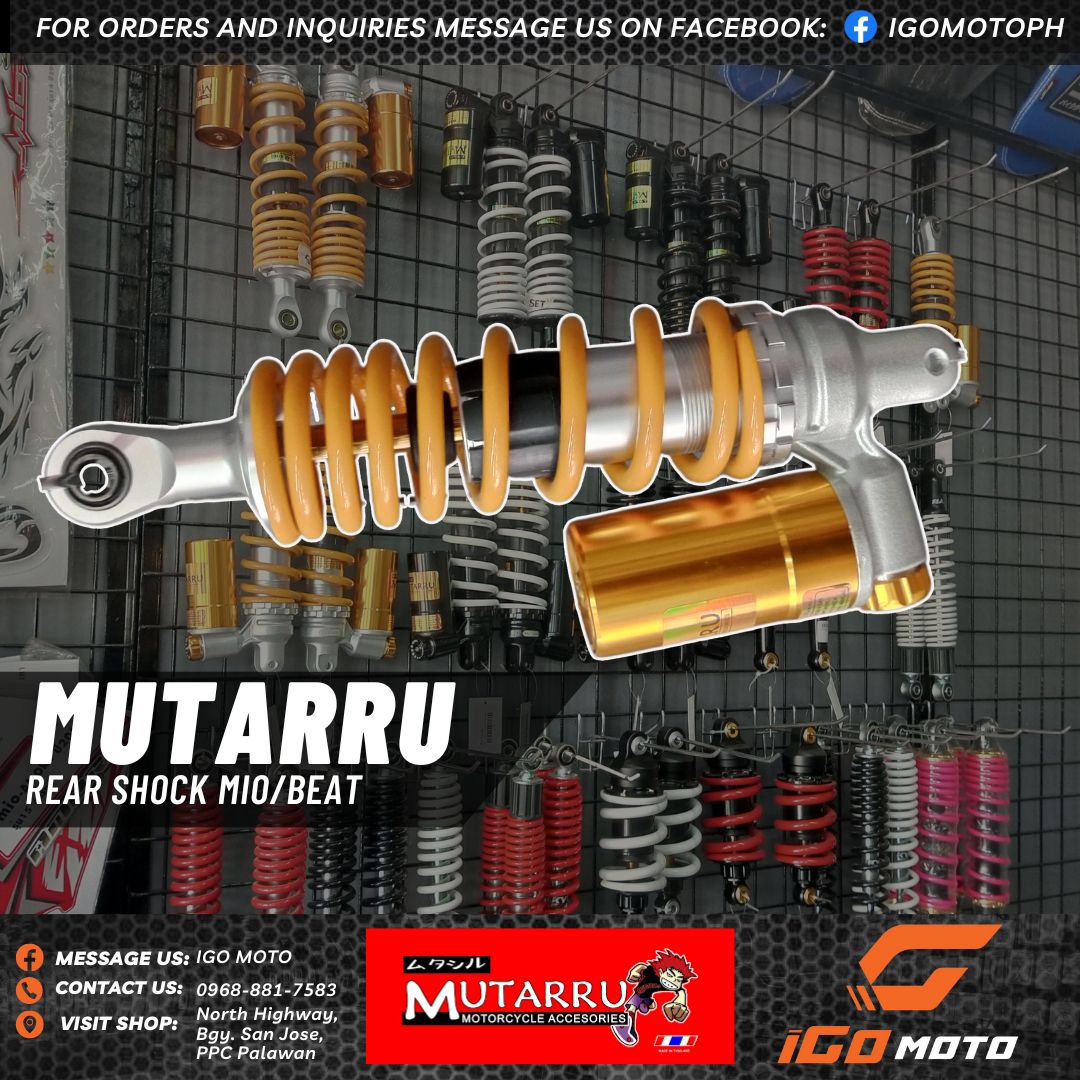 FOR ORDERS AND INQUIRIES MESSAGE US ON FACEBOOK: IGOMOTOPH
SET
MUTARRU
REAR SHOCK MIO/BEAT
MESSAGE US: IGO MOTO
CONTACT US: 0968-881-7583
VISIT SHOP: North Highway,
Bgy. San Jose,
PPC Palawan
ムタシル
MUTARRU
MOTORCYCLE ACCESORIES
MADE IN THAILAND
iGO MOTO